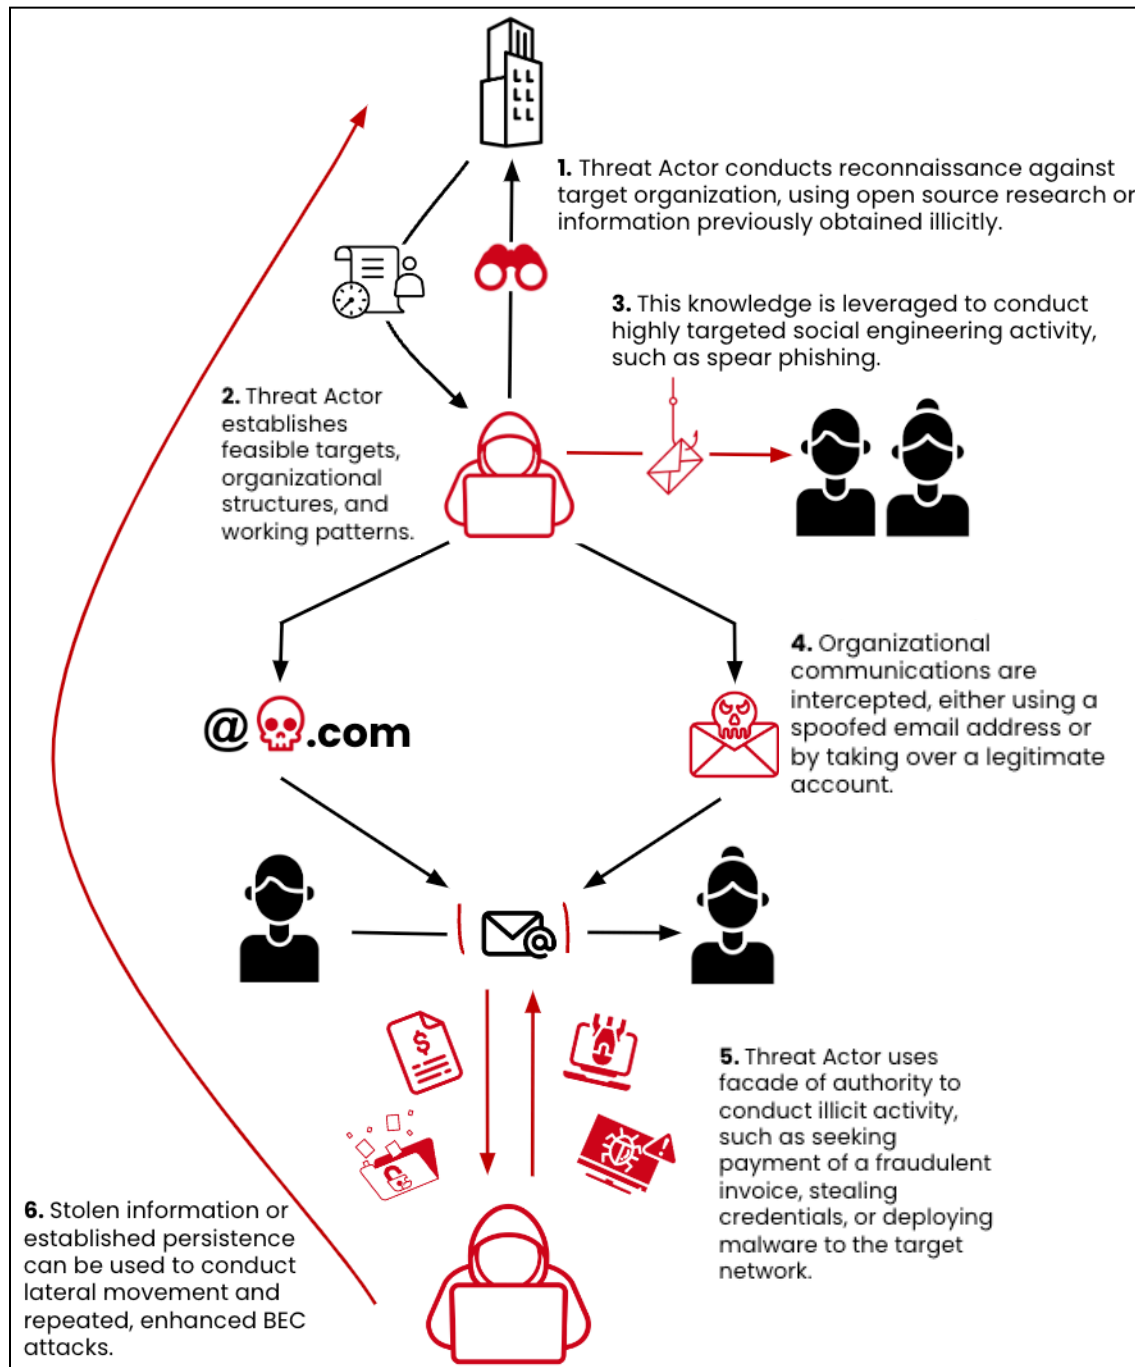 1. Threat Actor conducts reconnaissance against
target organization, using open source research or
information previously obtained illicitly.
2. Threat Actor
establishes
feasible targets,
organizational
structures, and
working patterns.
3. This knowledge is leveraged to conduct
highly targeted social engineering activity,
such as spear phishing.
@ .com
4. Organizational
communications are
intercepted, either using a
spoofed email address or
by taking over a legitimate
account.
@
$
5. Threat Actor uses
facade of authority to
conduct illicit activity,
such as seeking
payment of a fraudulent
invoice, stealing
credentials, or deploying
malware to the target
network.
!
6. Stolen information or
established persistence
can be used to conduct
lateral movement and
repeated, enhanced BEC
attacks.